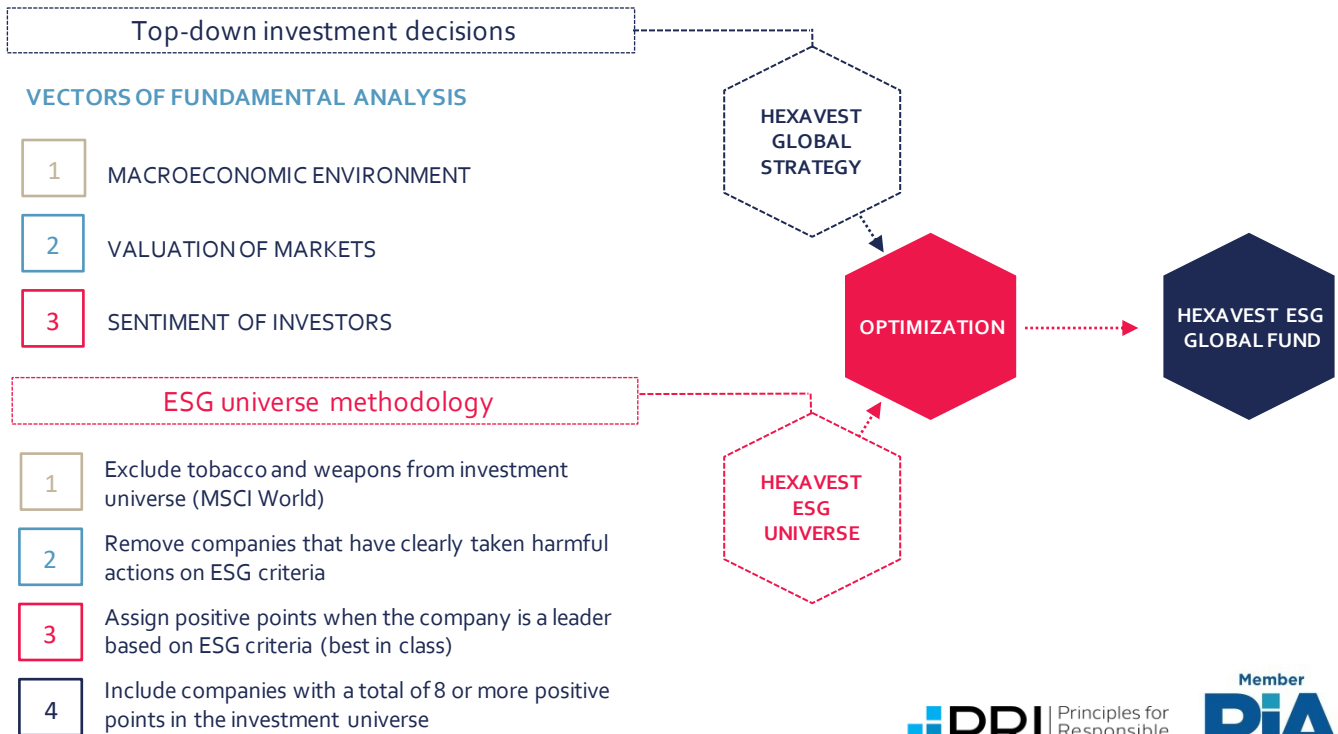 Top-down investment decisions
VECTORS OF FUNDAMENTAL ANALYSIS
1
MACROECONOMIC ENVIRONMENT
2
VALUATION OF MARKETS
3
SENTIMENT OF INVESTORS
HEXAVEST
GLOBAL
STRATEGY
OPTIMIZATION
HEXAVEST ESG
GLOBAL FUND
ESG universe methodology
1
Exclude tobacco and weapons from investment
universe (MSCI World)
2
Remove companies that have clearly taken harmful
actions on ESG criteria
3
Assign positive points when the company is a leader
based on ESG criteria (best in class)
4
Include companies with a total of 8 or more positive
points in the investment universe
HEXAVEST
ESG
UNIVERSE
PRI Principles for
Responsible
Member
RiA